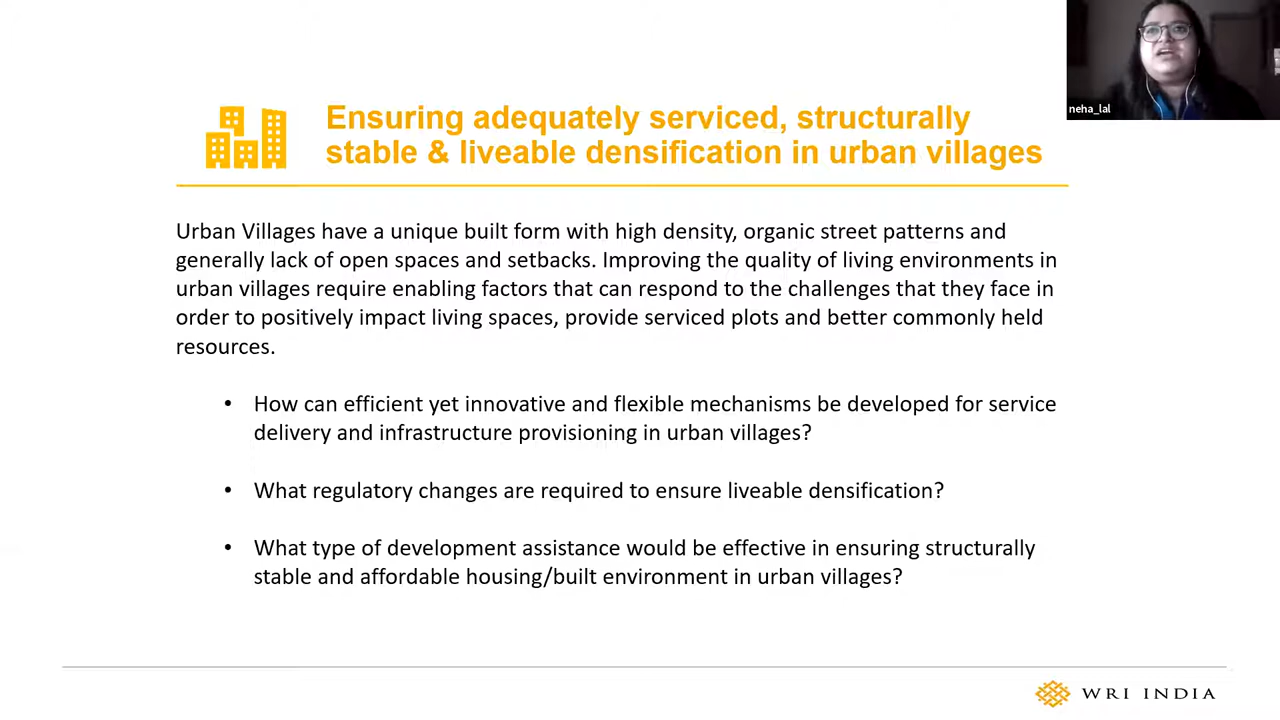 neha_lal
Ensuring adequately serviced, structurally
stable & liveable densification in urban villages
Urban Villages have a unique built form with high density, organic street patterns and
generally lack of open spaces and setbacks. Improving the quality of living environments in
urban villages require enabling factors that can respond to the challenges that they face in
order to positively impact living spaces, provide serviced plots and better commonly held
resources.
• How can efficient yet innovative and flexible mechanisms be developed for service
delivery and infrastructure provisioning in urban villages?
• What regulatory changes are required to ensure liveable densification?
• What type of development assistance would be effective in ensuring structurally
stable and affordable housing/built environment in urban villages?
WRI INDIA